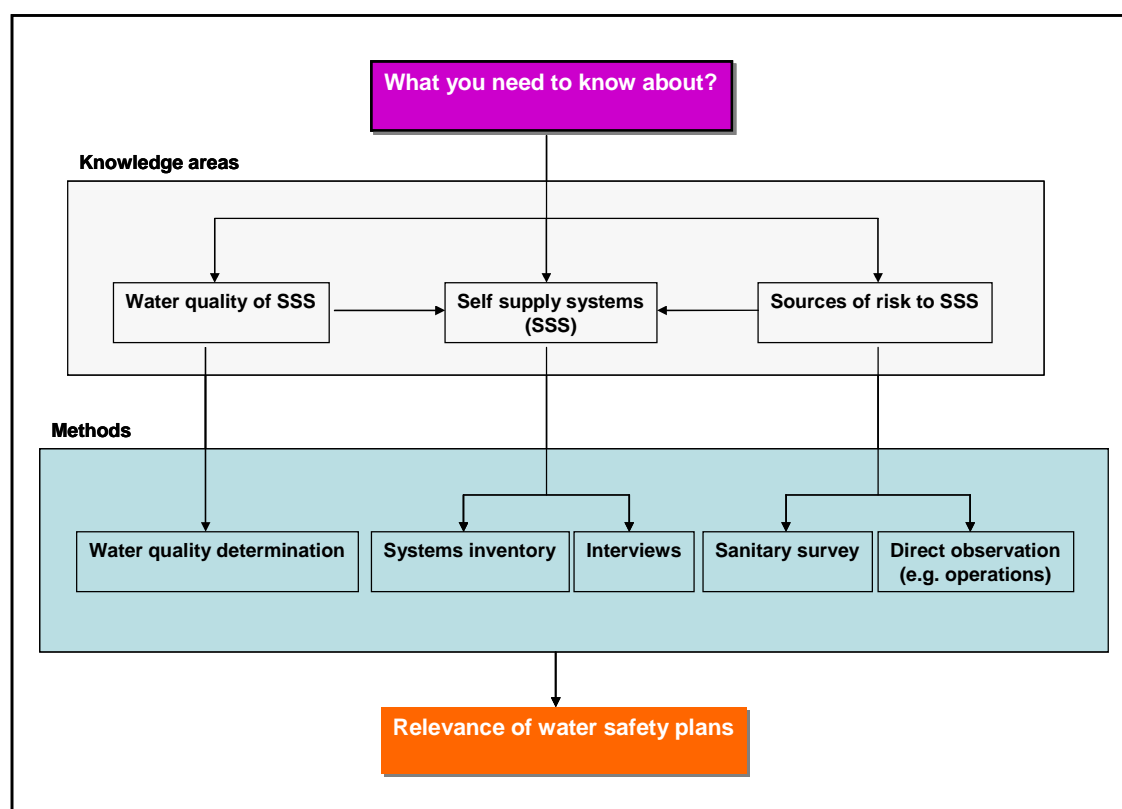 What you need to know about?
Knowledge areas
Water quality of SSS
Self supply systems
(SSS)
Sources of risk to SSS
Methods
Water quality determination
Systems inventory
Interviews
Sanitary survey
Direct observation
(e.g. operations)
Relevance of water safety plans